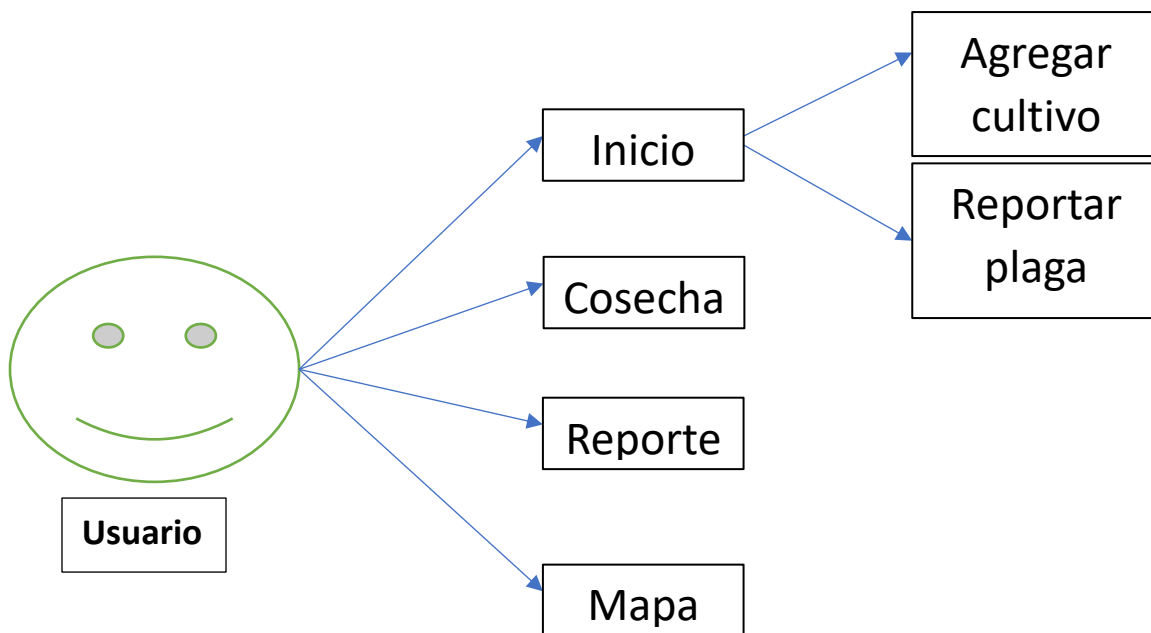 Agregar
cultivo
Inicio
Reportar
plaga
Cosecha
Reporte
Usuario
Mapa